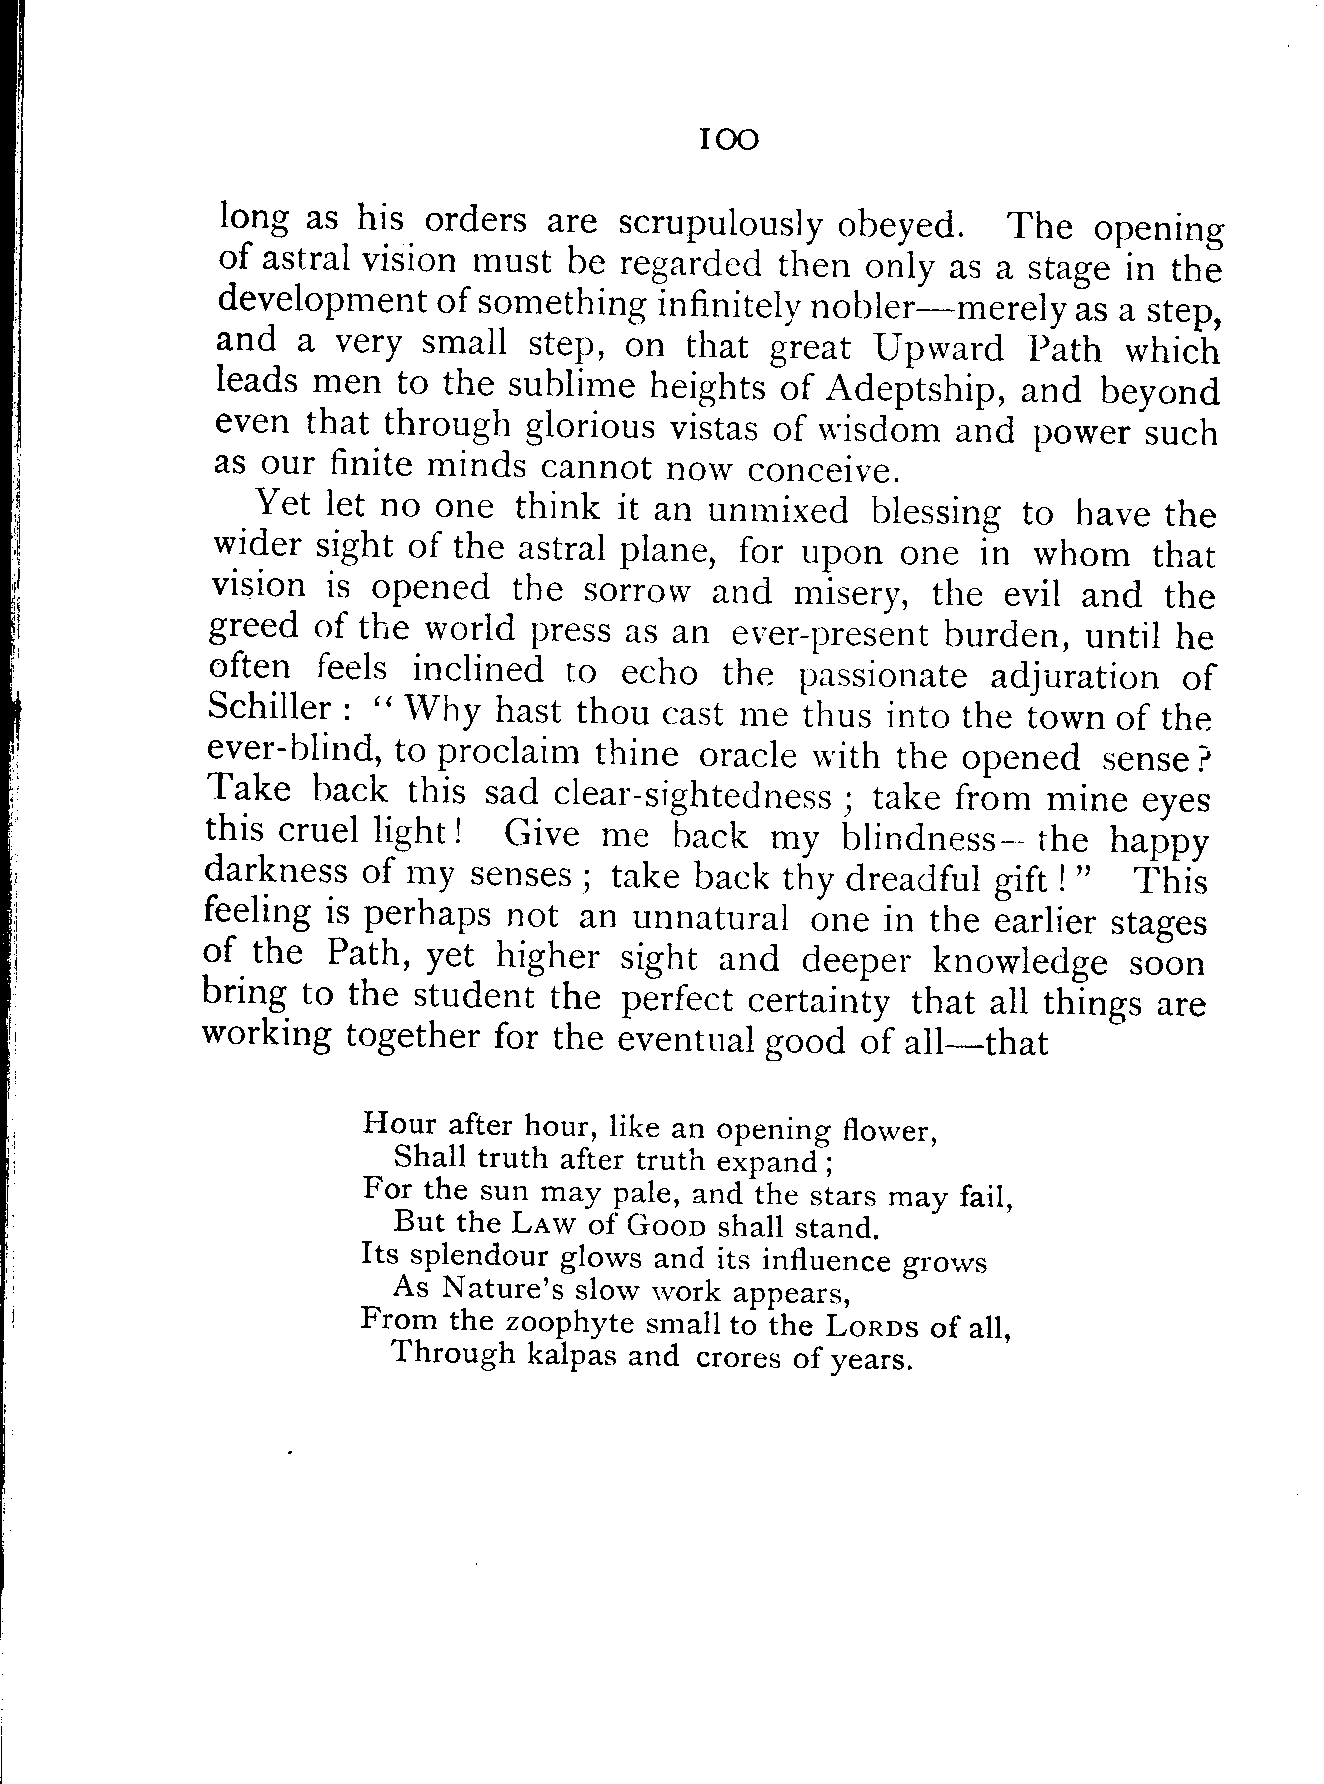 100
long as his orders are scrupulously obeyed. The opening
of astral vision must be regarded then only as a stage in the
development of something infinitely nobler—merely as a step,
and a very small step, on that great Upward Path which
leads men to the sublime heights of Adeptship, and beyond
even that through glorious vistas of wisdom and power such
as our finite minds cannot now conceive.
Yet let no one think it an unmixed blessing to have the
wider sight of the astral plane, for upon one in whom that
vision is opened the sorrow and misery, the evil and the
greed of the world press as an ever-present burden, until he
often feels inclined to echo the passionate adjuration of
Schiller : “ Why hast thou cast me thus into the town of the
ever-blind, to proclaim thine oracle with the opened sense ?
Take back this sad clear-sightedness ; take from mine eyes
this cruel light ! Give me back my blindness—the happy
darkness of my senses ; take back thy dreadful gift ! ” This
feeling is perhaps not an unnatural one in the earlier stages
of the Path, yet higher sight and deeper knowledge soon
bring to the student the perfect certainty that all things are
working together for the eventual good of all—that
Hour after hour, like an opening flower,
Shall truth after truth expand ;
For the sun may pale, and the stars may fail,
But the LAW of GOOD shall stand.
Its splendour glows and its influence grows
As Nature's slow work appears,
From the zoophyte small to the LORDS of all,
Through kalpas and crores of years.